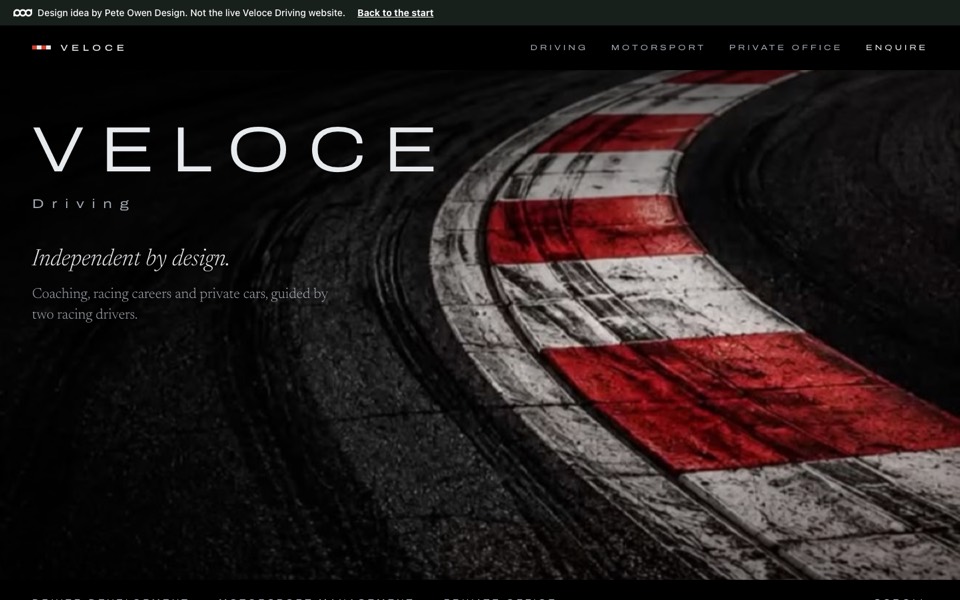 Design idea by Pete Owen Design. Not the live Veloce Driving website. Back to the start
VELOCE
DRIVING MOTORSPORT PRIVATE OFFICE ENQUIRE
VELOCE
Driving
Independent by design.
Coaching, racing careers and private cars, guided by
two racing drivers.